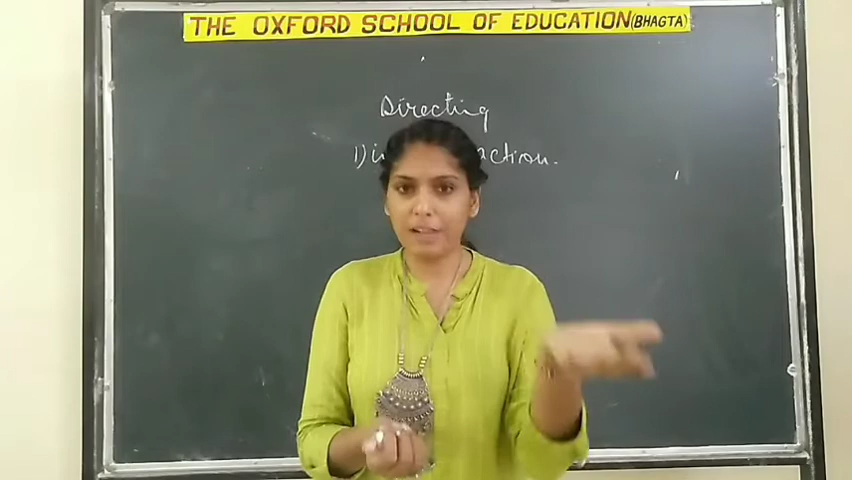 THE OXFORD SCHOOL OF EDUCATION(BHAGTA)
Directing
1)